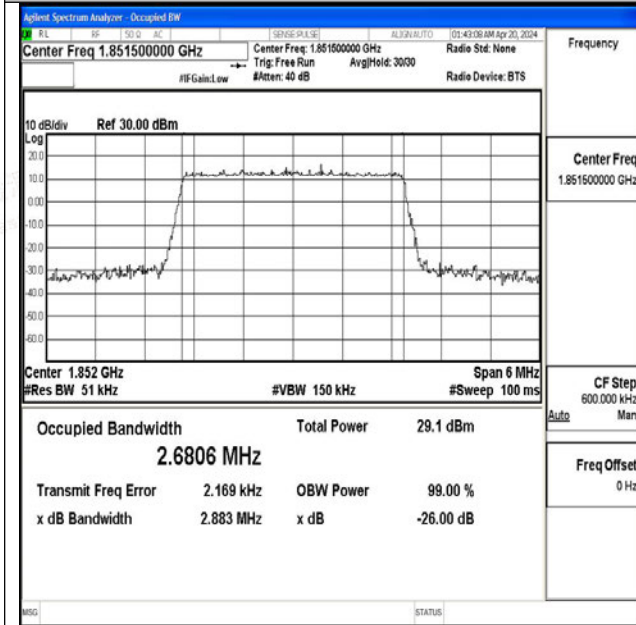 Agilent Spectrum Analyzer - Occupied BW
RL RF 50 Ω AC SENSE:PULSE ALIGNAUTO 01:43:08 AM Apr 20, 2024
Center Freq 1.851500000 GHz
Center Freq: 1.851500000 GHz
Radio Std: None
Trig: Free Run Avg|Hold: 30/30
#IFGain:Low #Atten: 40 dB Radio Device: BTS
10 dB/div Ref 30.00 dBm
Log
20.0
10.0
0.00
-10.0
-20.0
-30.0
-40.0
-50.0
-60.0
Center 1.852 GHz Span 6 MHz
#Res BW 51 kHz #VBW 150 kHz #Sweep 100 ms
Occupied Bandwidth Total Power 29.1 dBm
2.6806 MHz
Transmit Freq Error 2.169 kHz OBW Power 99.00 %
x dB Bandwidth 2.883 MHz x dB -26.00 dB
MSG STATUS
Frequency
Center Freq
1.851500000 GHz
CF Step
600.000 kHz
Auto Man
Freq Offset
0 Hz